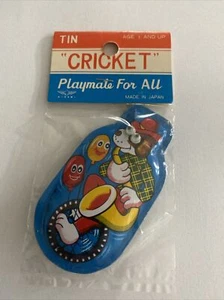 TIN
AGE 3 AND UP
"CRICKET"
Playmate For All
MADE IN JAPAN